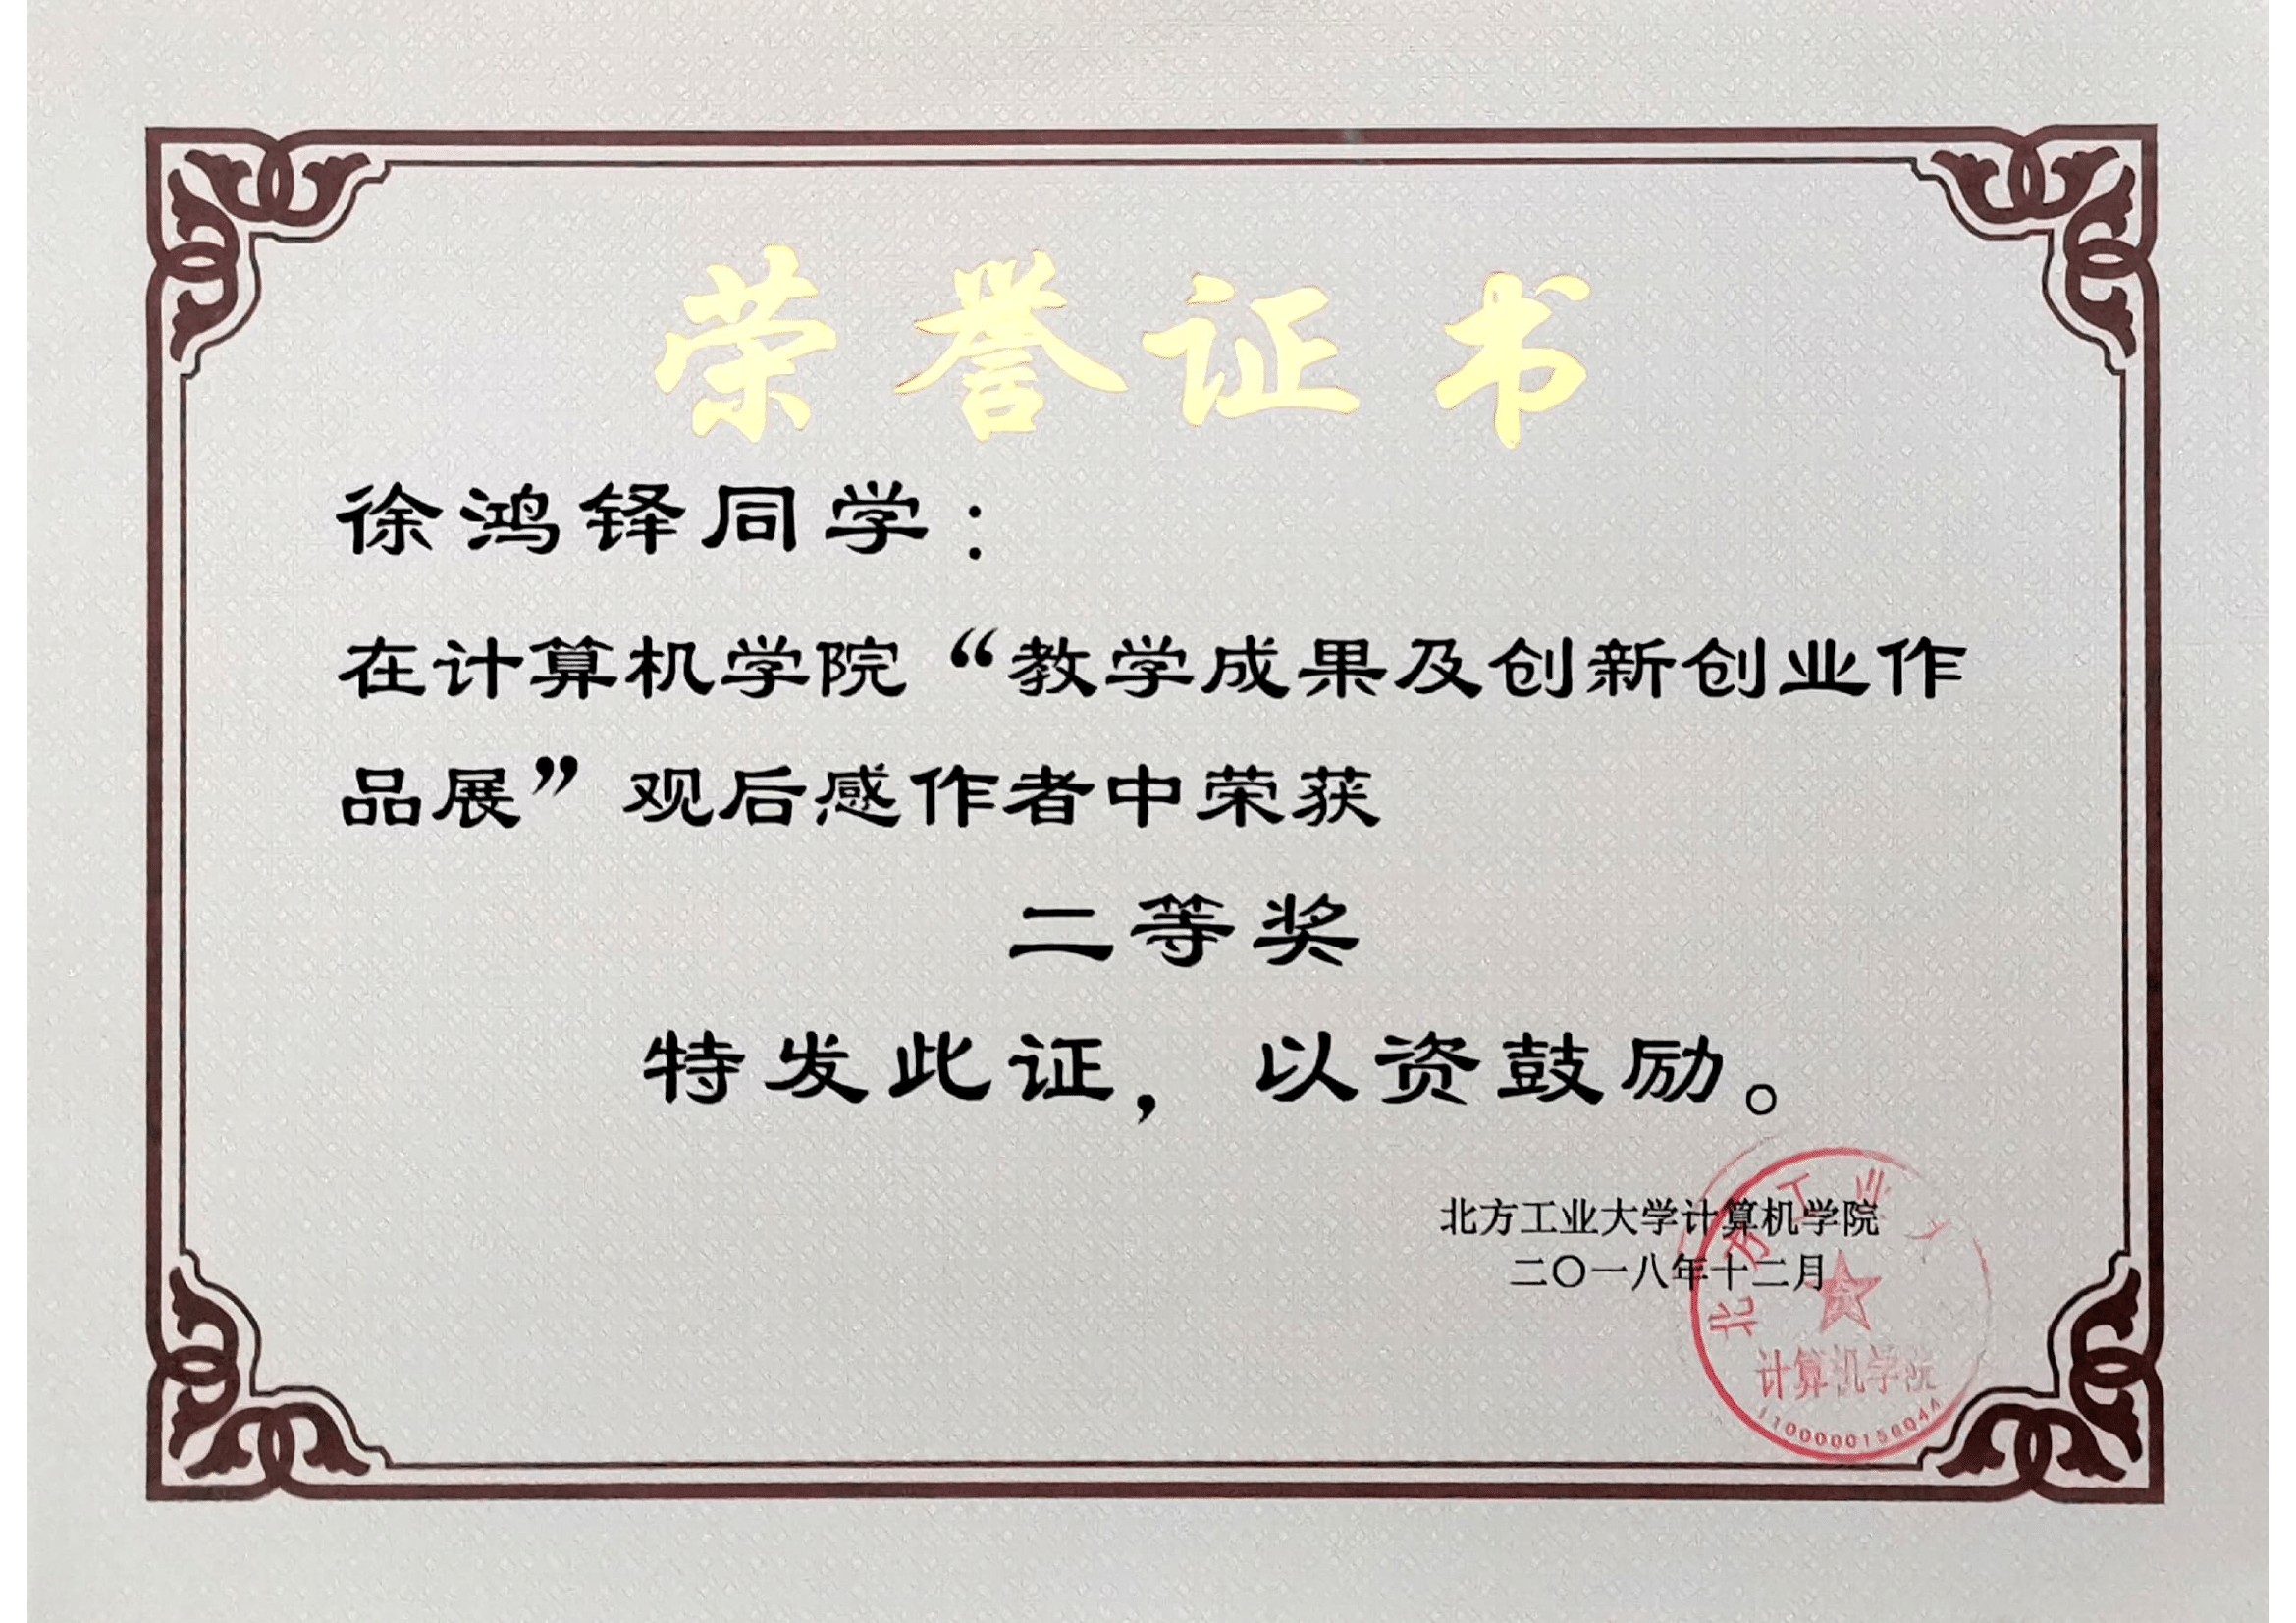 荣誉证书
徐鸿铎同学：
在计算机学院“教学成果及创新创业作
品展”观后感作者中荣获
二等奖
特发此证，以资鼓励。
北方工业大学计算机学院
二〇一八年十二月
北方工业大
计算机学院